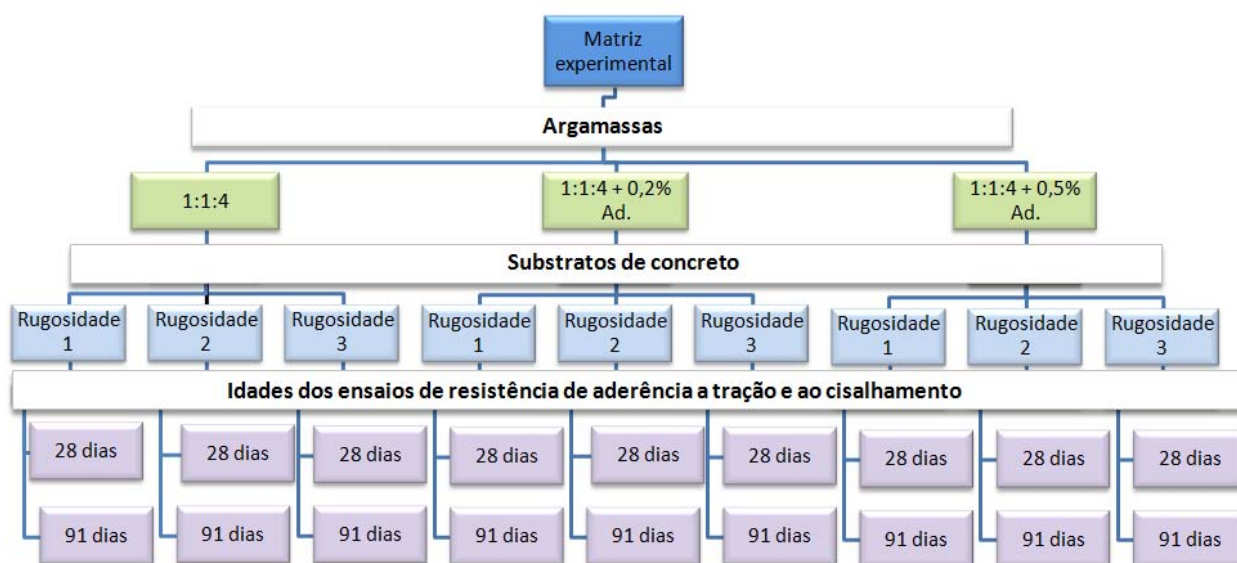 Matriz
experimental
Argamassas
1:1:4
1:1:4 + 0,2%
Ad.
1:1:4 + 0,5%
Ad.
Substratos de concreto
Rugosidade
1
Rugosidade
2
Rugosidade
3
Rugosidade
1
Rugosidade
2
Rugosidade
3
Rugosidade
1
Rugosidade
2
Rugosidade
3
Idades dos ensaios de resistência de aderência a tração e ao cisalhamento
28 dias
28 dias
28 dias
28 dias
28 dias
28 dias
28 dias
28 dias
28 dias
91 dias
91 dias
91 dias
91 dias
91 dias
91 dias
91 dias
91 dias
91 dias